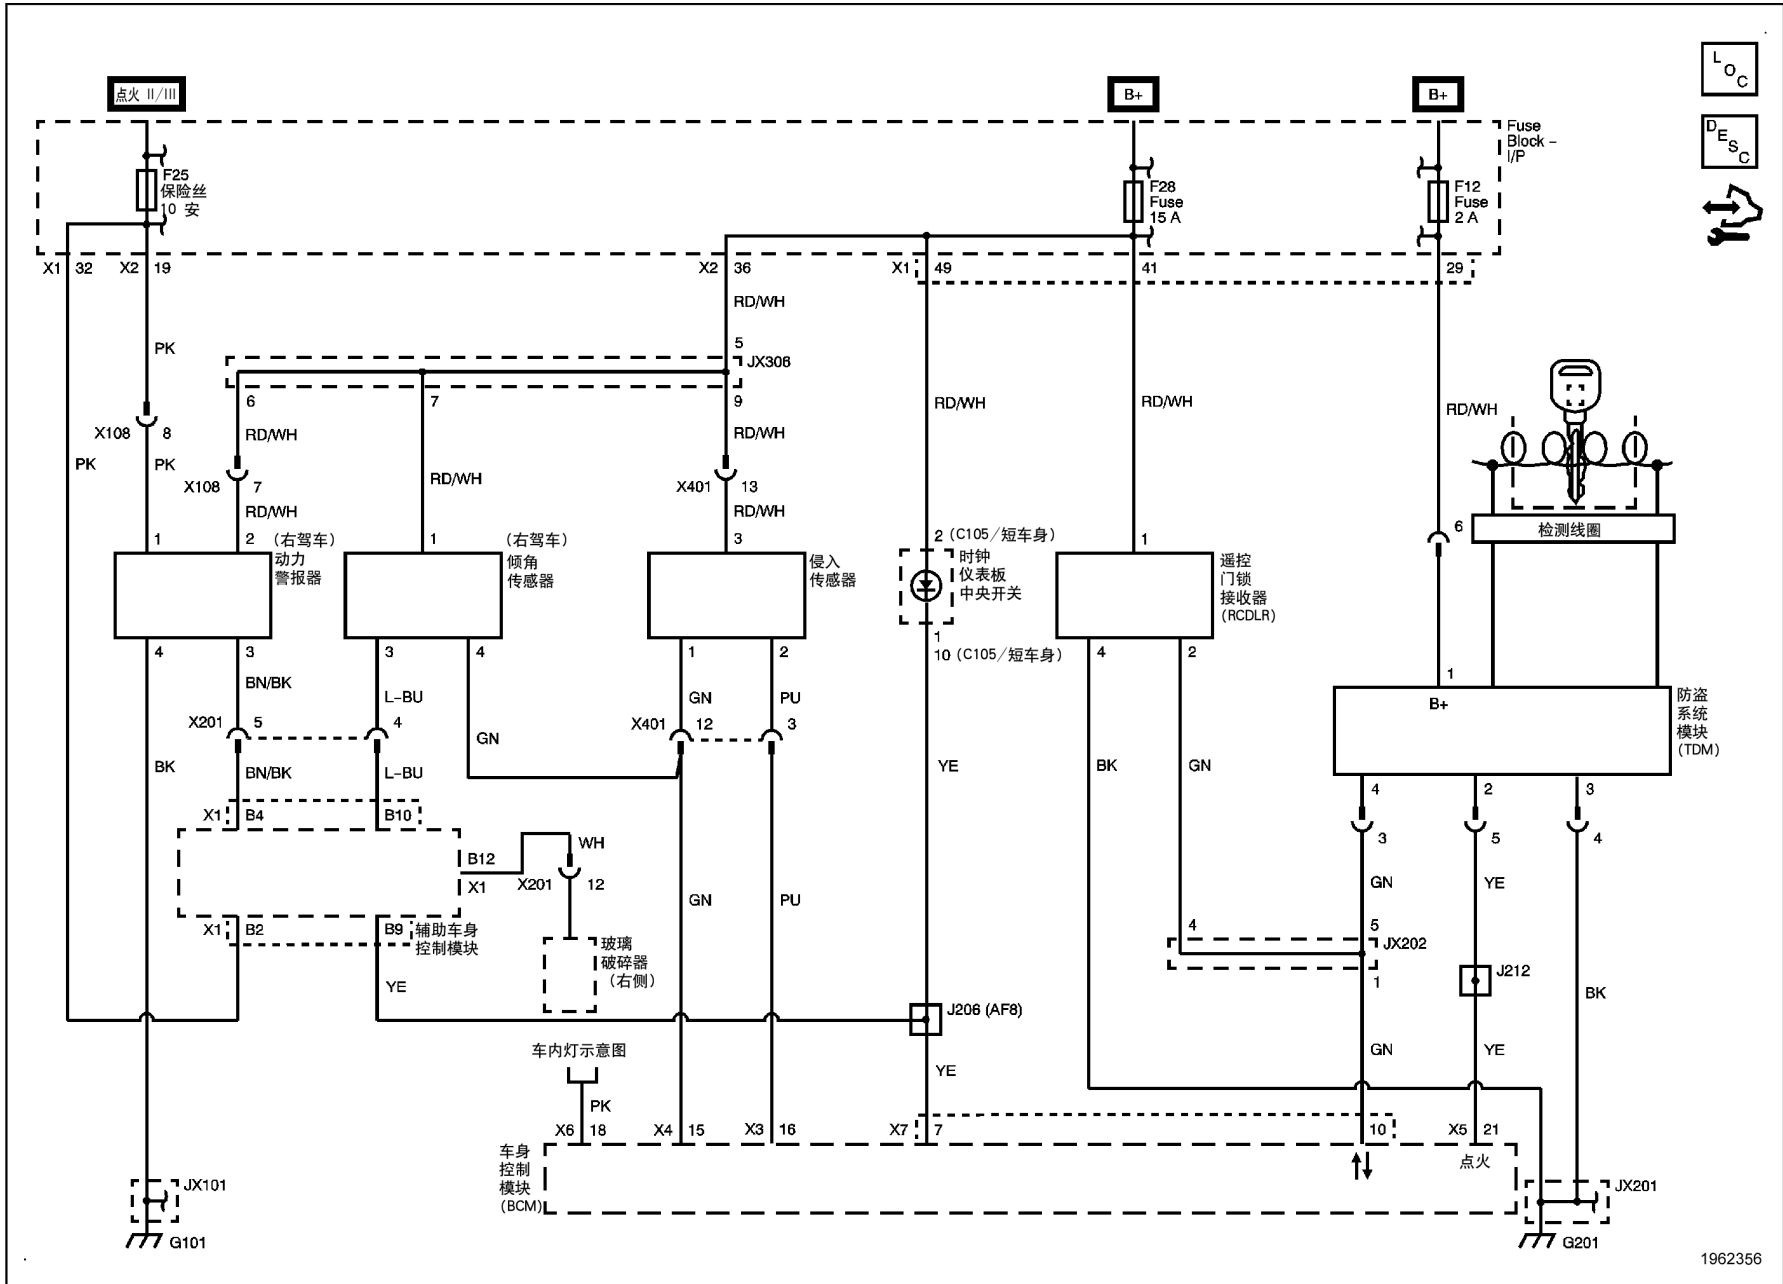 点火 II/III
B+
B+
L
O
C
D
E
S
C
Fuse
Block –
I/P
F25
保险丝
10 安
F28
Fuse
15 A
F12
Fuse
2 A
X1 32
X2 19
X2 36
X1 49
41
29
RD/WH
PK
5
JX306
6
7
9
RD/WH
RD/WH
RD/WH
X108 8
RD/WH
RD/WH
PK
PK
RD/WH
X108 7
X401 13
RD/WH
RD/WH
6
检测线圈
1
2
(右驾车)
动力
警报器
1
(右驾车)
倾角
传感器
3
侵入
传感器
2 (C105/短车身)
时钟
仪表板
中央开关
1
遥控
门锁
接收器
(RCDLR)
1
10 (C105/短车身)
4
3
3
4
1
2
4
2
1
B+
防盗
系统
模块
(TDM)
BN/BK
L-BU
GN
PU
X201 5
4
X401 12
3
GN
BK
BN/BK
L-BU
YE
BK
GN
4
2
3
X1 B4
B10
3
5
4
B12
X1
WH
X201 12
GN
YE
GN
PU
X1 B2
B9
辅助车身
控制模块
玻璃
破碎器
(右侧)
4
5
JX202
1
J212
YE
BK
J206 (AF8)
车内灯示意图
GN
YE
YE
PK
X6 18
X4 15
X3 16
X7 7
10
X5 21
点火
车身
控制
模块
(BCM)
JX101
G101
JX201
G201
1962356